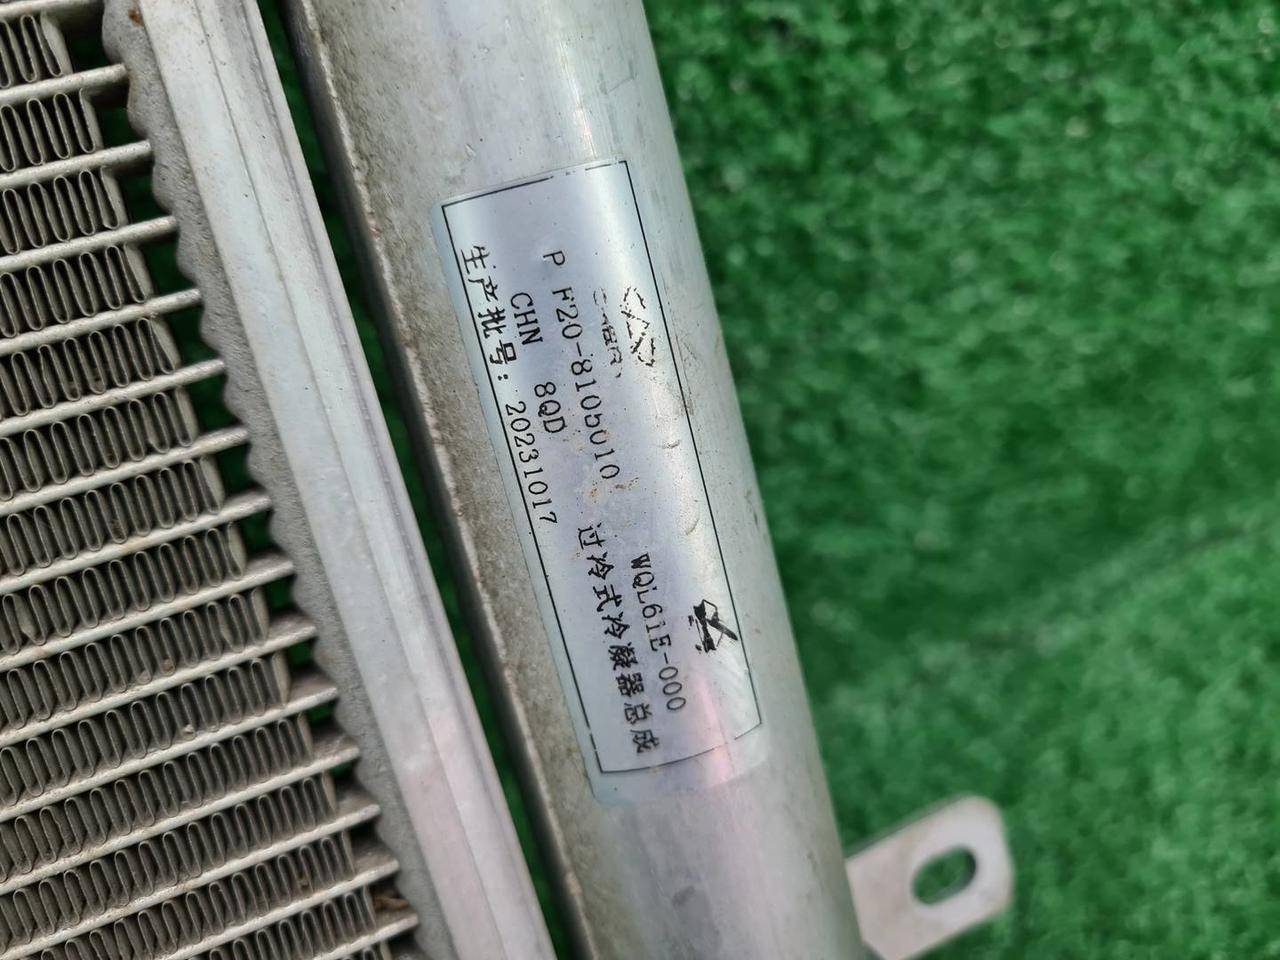 WQL61E-000
P F20-8105010 过冷式冷凝器总成
CHN 8QD
生产批号：20231017